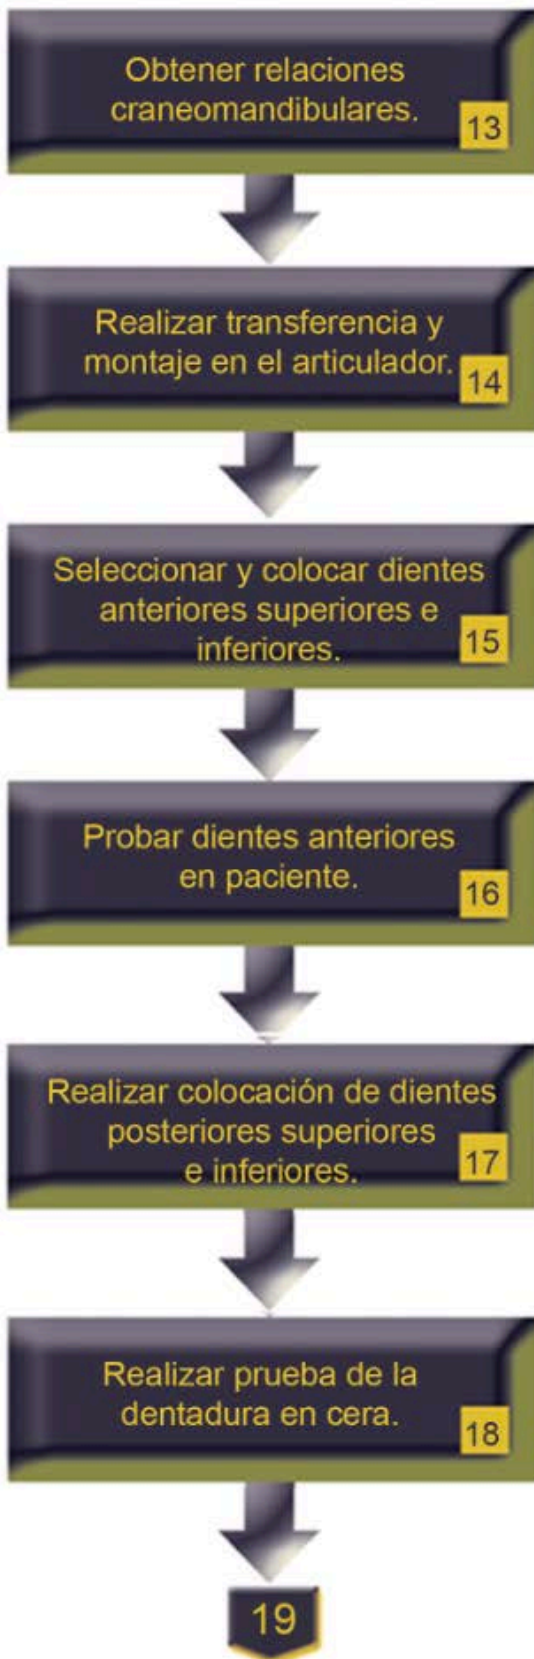 Obtener relaciones
craneomandibulares.
13
Realizar transferencia y
montaje en el articulador.
14
Seleccionar y colocar dientes
anteriores superiores e
inferiores.
15
Probar dientes anteriores
en paciente.
16
Realizar colocación de dientes
posteriores superiores
e inferiores.
17
Realizar prueba de la
dentadura en cera.
18
19